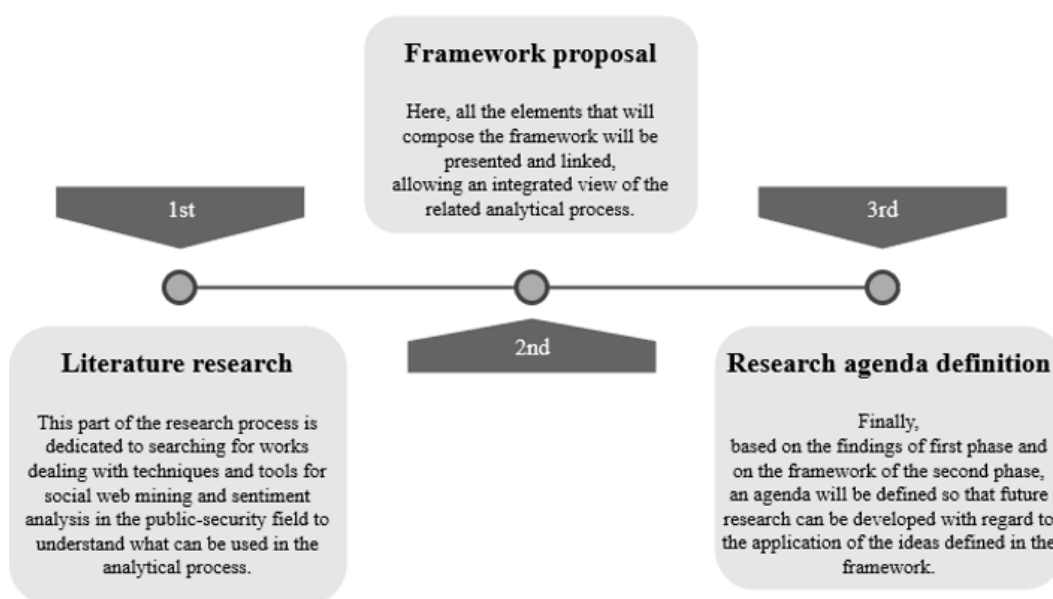 1st
Literature research
This part of the research process is
dedicated to searching for works
dealing with techniques and tools for
social web mining and sentiment
analysis in the public-security field to
understand what can be used in the
analytical process.
Framework proposal
Here, all the elements that will
compose the framework will be
presented and linked,
allowing an integrated view of the
related analytical process.
2nd
3rd
Research agenda definition
Finally,
based on the findings of first phase and
on the framework of the second phase,
an agenda will be defined so that future
research can be developed with regard to
the application of the ideas defined in the
framework.